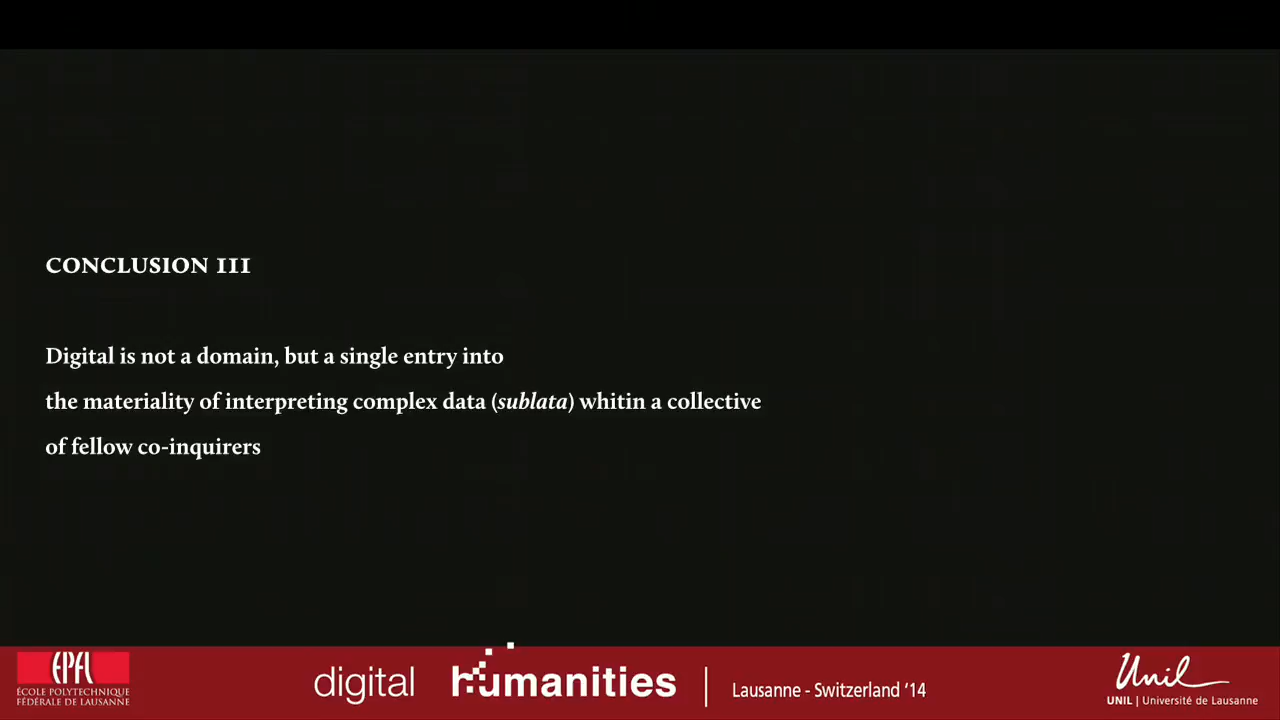 CONCLUSION III
Digital is not a domain, but a single entry into
the materiality of interpreting complex data (sublata) whitin a collective
of fellow co-inquirers
EPFL
ÉCOLE POLYTECHNIQUE
FÉDÉRALE DE LAUSANNE
digital humanities | Lausanne - Switzerland '14
Unil
UNIL | Université de Lausanne